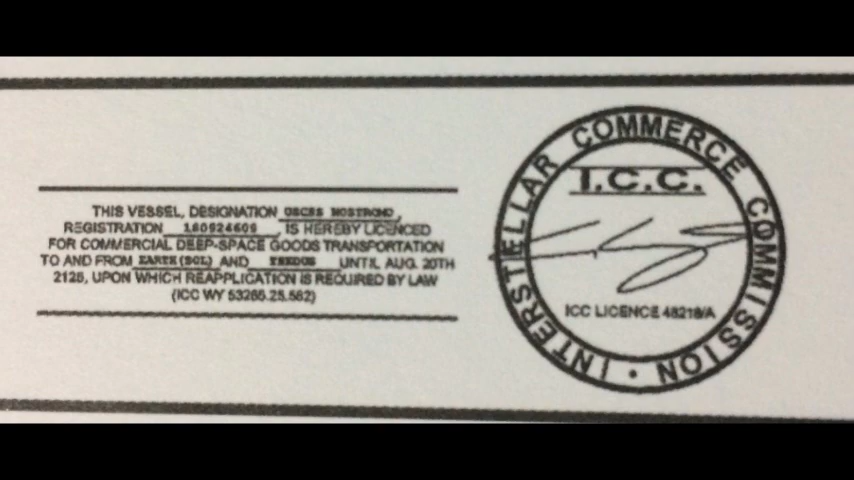 THIS VESSEL, DESIGNATION USCSS NOSTROMO,
REGISTRATION 180924609, IS HEREBY LICENCED
FOR COMMERCIAL DEEP-SPACE GOODS TRANSPORTATION
TO AND FROM EARTH(SOL) AND THEDUS UNTIL AUG. 20TH
2126, UPON WHICH REAPPLICATION IS REQUIRED BY LAW
(ICC WY 53265.25.562)
INTERSTELLAR COMMERCE COMMISSION •
I.C.C.
ICC LICENCE 48218/A